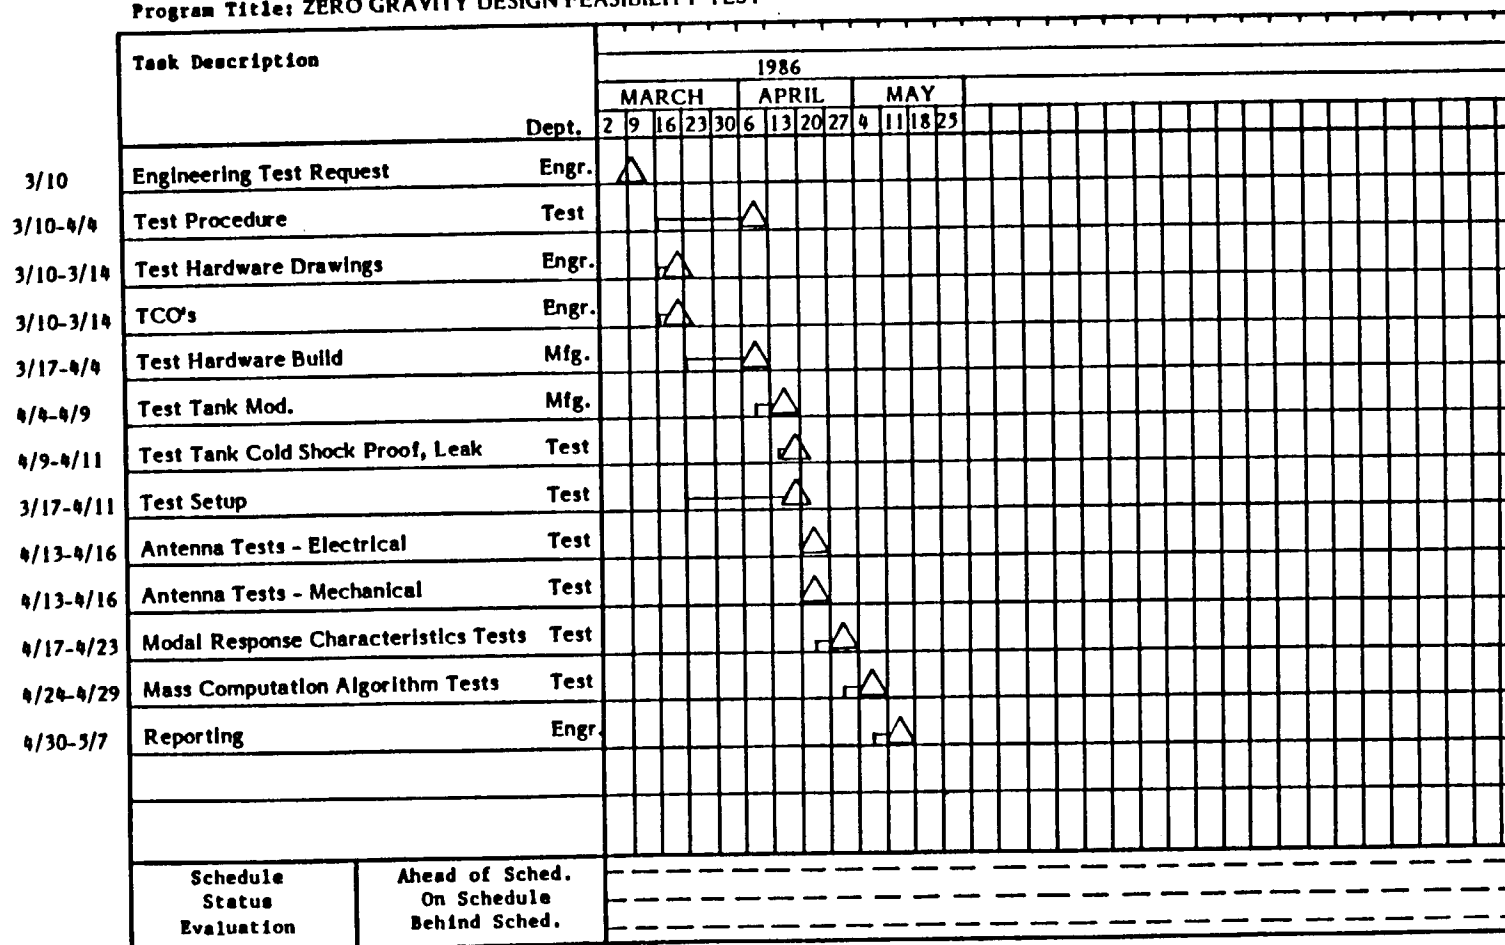 Program Title: ZERO GRAVITY DESIGN FEASIBILITY TEST
Task Description
1986
MARCH APRIL MAY
Dept. 2 9 16 23 30 6 13 20 27 4 11 18 25
3/10 Engineering Test Request Engr.
3/10-4/4 Test Procedure Test
3/10-3/14 Test Hardware Drawings Engr.
3/10-3/14 TCO's Engr.
3/17-4/4 Test Hardware Build Mfg.
4/4-4/9 Test Tank Mod. Mfg.
4/9-4/11 Test Tank Cold Shock Proof, Leak Test
3/17-4/11 Test Setup Test
4/13-4/16 Antenna Tests - Electrical Test
4/13-4/16 Antenna Tests - Mechanical Test
4/17-4/23 Modal Response Characteristics Tests Test
4/24-4/29 Mass Computation Algorithm Tests Test
4/30-5/7 Reporting Engr.
Schedule Ahead of Sched.
Status On Schedule
Evaluation Behind Sched.